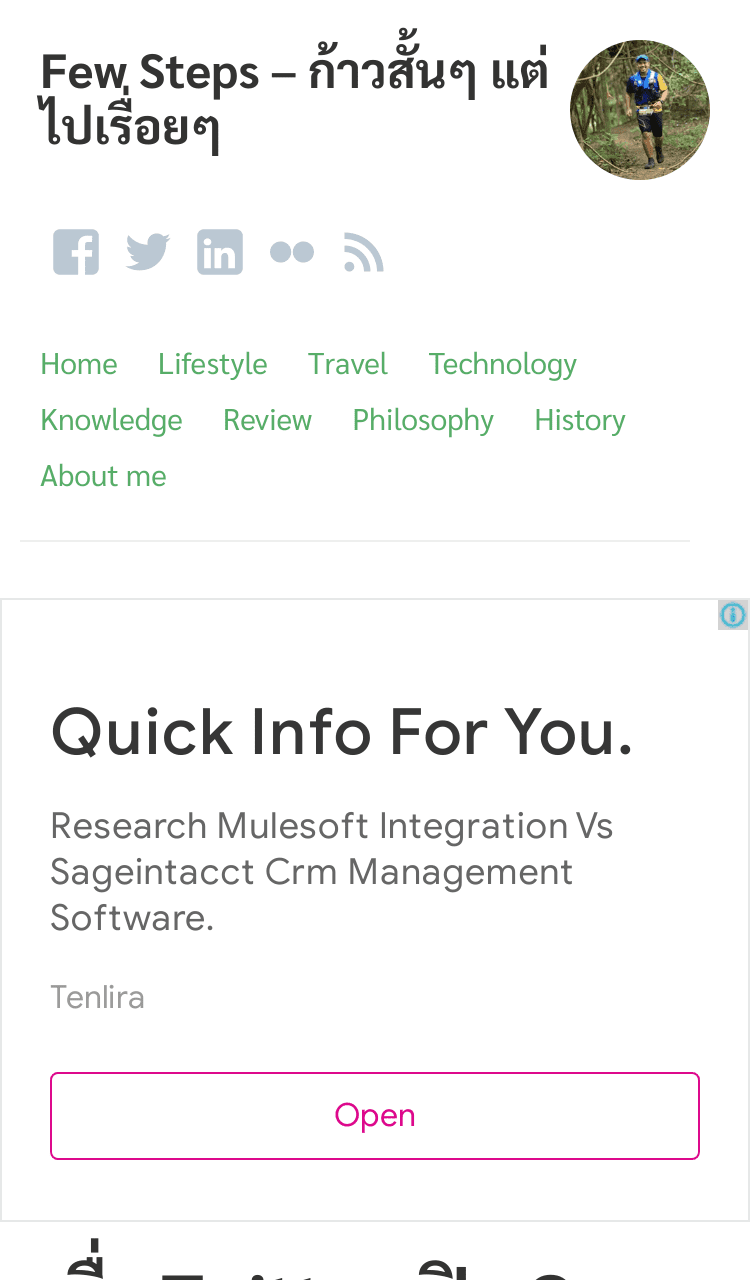 Few Steps – ก้าวสั้นๆ แต่
ไปเรื่อยๆ
Home Lifestyle Travel Technology
Knowledge Review Philosophy History
About me
Quick Info For You.
Research Mulesoft Integration Vs
Sageintacct Crm Management
Software.
Tenlira
Open